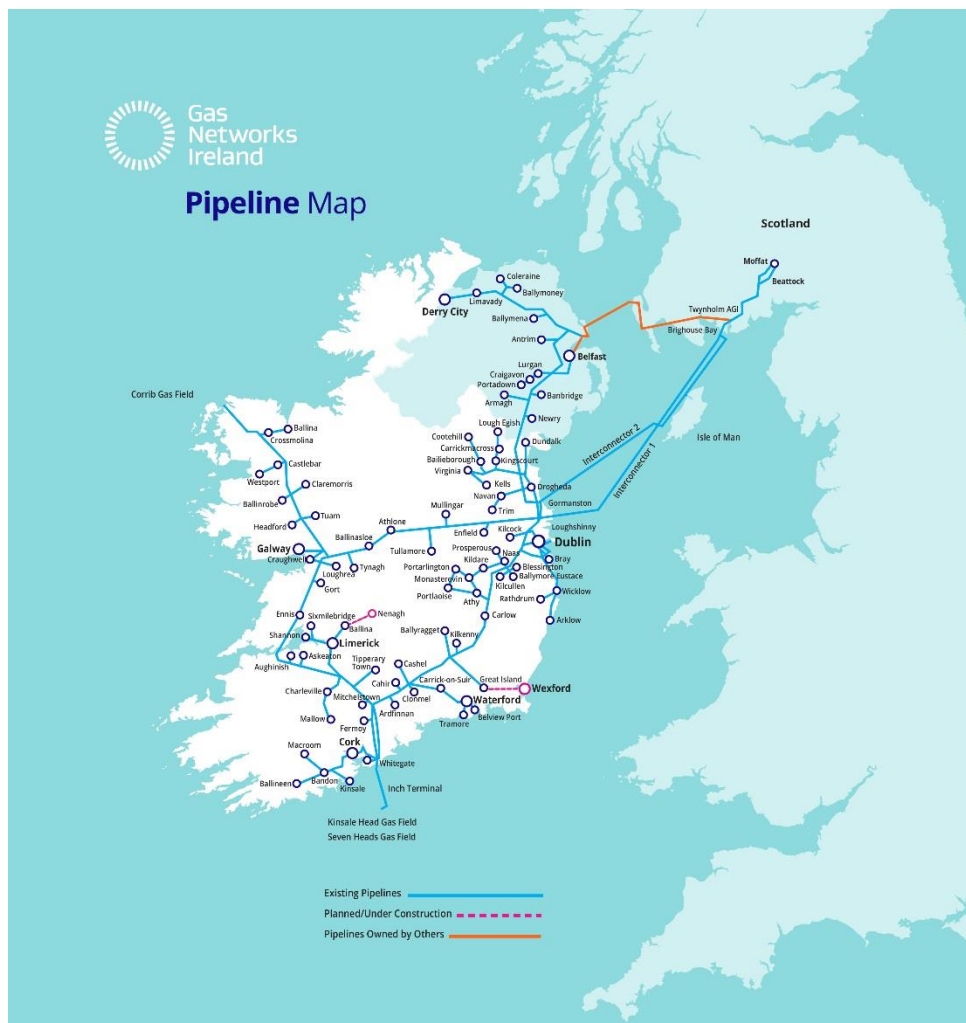 Gas
Networks
Ireland
Pipeline Map
Scotland
Moffat
Beattock
Twynholm AGI
Brighouse Bay
Coleraine
Ballymoney
Limavady
Derry City
Ballymena
Antrim
Belfast
Lurgan
Craigavon
Portadown
Armagh
Banbridge
Newry
Lough Egish
Cootehill
Carrickmacross
Dundalk
Bailieborough
Kingscourt
Virginia
Kells
Drogheda
Navan
Trim
Gormanston
Interconnector 2
Interconnector 1
Isle of Man
Corrib Gas Field
Ballina
Crossmolina
Castlebar
Westport
Claremorris
Ballinrobe
Tuam
Headford
Galway
Craughwell
Loughrea
Gort
Tynagh
Ballinasloe
Athlone
Mullingar
Tullamore
Enfield
Kilcock
Loughshinny
Dublin
Prosperous
Naas
Kildare
Portarlington
Monasterevin
Portlaoise
Athy
Bray
Blessington
Ballymore Eustace
Kilcullen
Rathdrum
Wicklow
Arklow
Carlow
Ennis
Sixmilebridge
Nenagh
Ballina
Shannon
Limerick
Askeaton
Aughinish
Ballyragget
Kilkenny
Tipperary
Town
Cashel
Cahir
Carrick-on-Suir
Great Island
Wexford
Clonmel
Ardfinnan
Waterford
Tramore
Belview Port
Charleville
Mitchelstown
Mallow
Fermoy
Cork
Macroom
Whitegate
Ballineen
Bandon
Kinsale
Inch Terminal
Kinsale Head Gas Field
Seven Heads Gas Field
Existing Pipelines
Planned/Under Construction
Pipelines Owned by Others